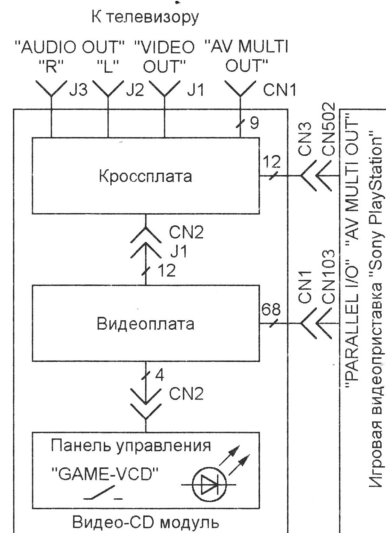 К телевизору
"AUDIO OUT" "VIDEO "AV MULTI
"R" "L" OUT" OUT"
J3 J2 J1 CN1
9
Кроссплата
12
CN3
CN502
"AV MULTI OUT"
CN2
J1
12
Видеоплата
68
CN1
CN103
"PARALLEL I/O"
Игровая видеоприставка "Sony PlayStation"
4
CN2
Панель управления
"GAME-VCD"
Видео-CD модуль